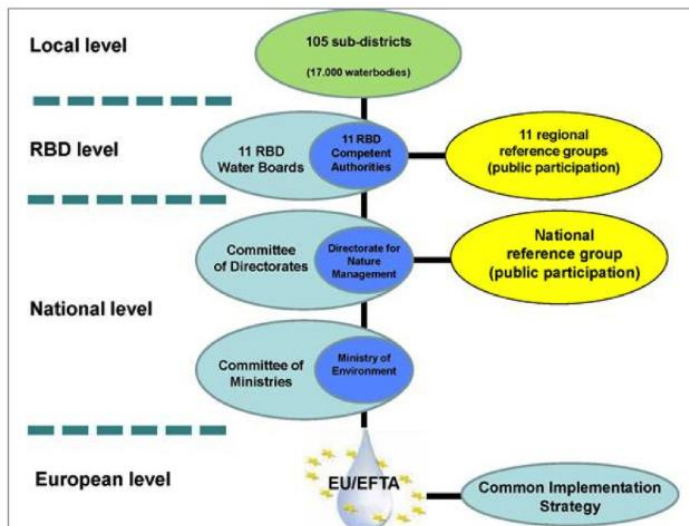 Local level
105 sub-districts
(17.000 waterbodies)
RBD level
11 RBD
Water Boards
11 RBD
Competent
Authorities
11 regional
reference groups
(public participation)
National level
Committee
of Directorates
Directorate for
Nature
Management
National
reference group
(public participation)
Committee of
Ministries
Ministry of
Environment
European level
EU/EFTA
Common Implementation
Strategy